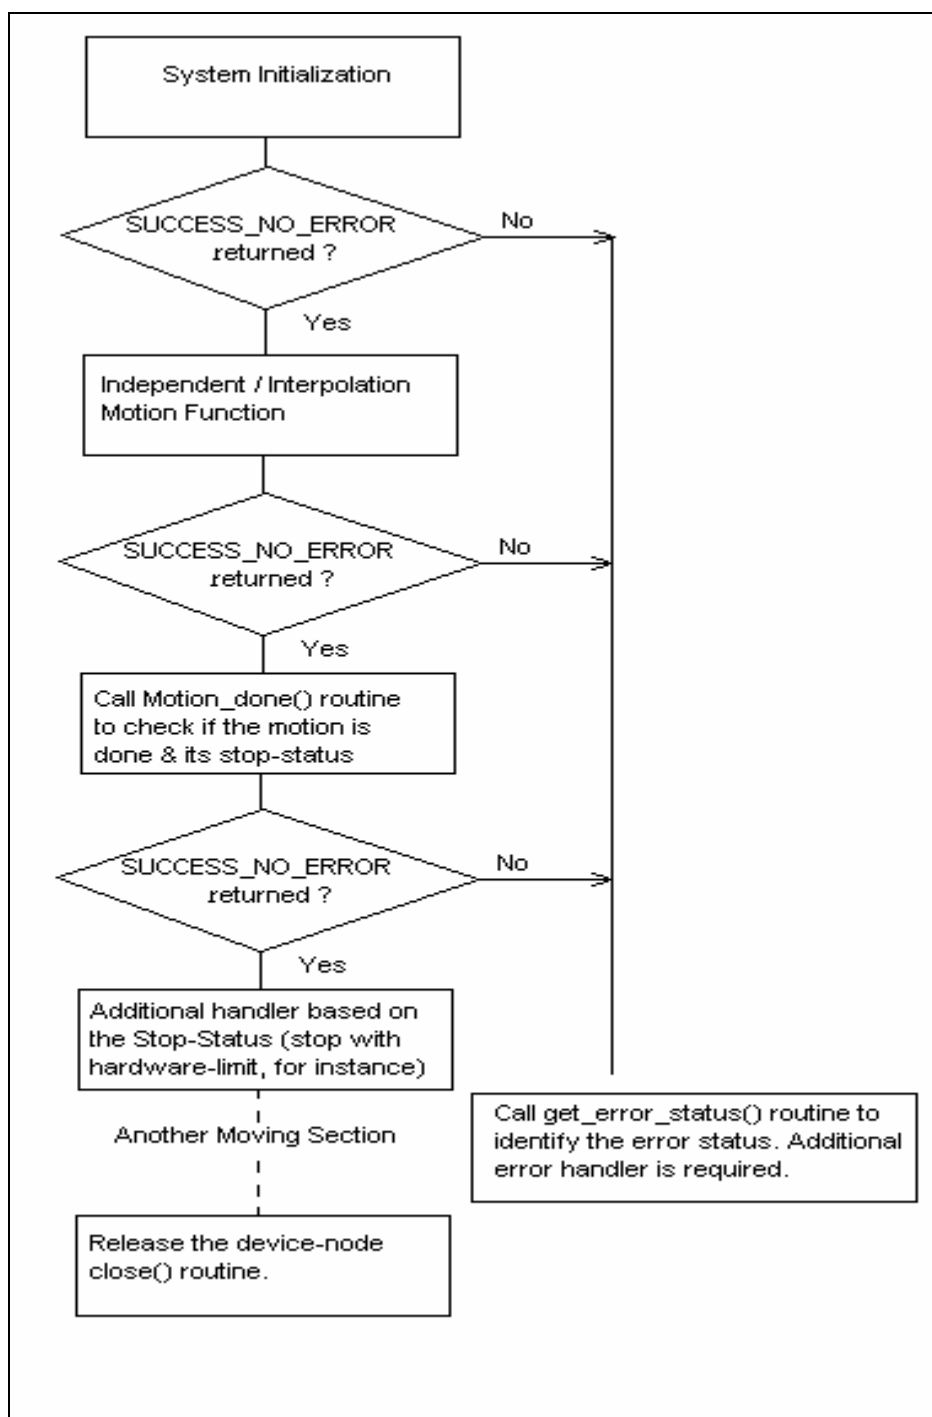 System Initialization
SUCCESS_NO_ERROR
returned ?
No
Yes
Independent / Interpolation
Motion Function
SUCCESS_NO_ERROR
returned ?
No
Yes
Call Motion_done() routine
to check if the motion is
done & its stop-status
SUCCESS_NO_ERROR
returned ?
No
Yes
Additional handler based on
the Stop-Status (stop with
hardware-limit, for instance)
Call get_error_status() routine to
identify the error status. Additional
error handler is required.
Another Moving Section
Release the device-node
close() routine.